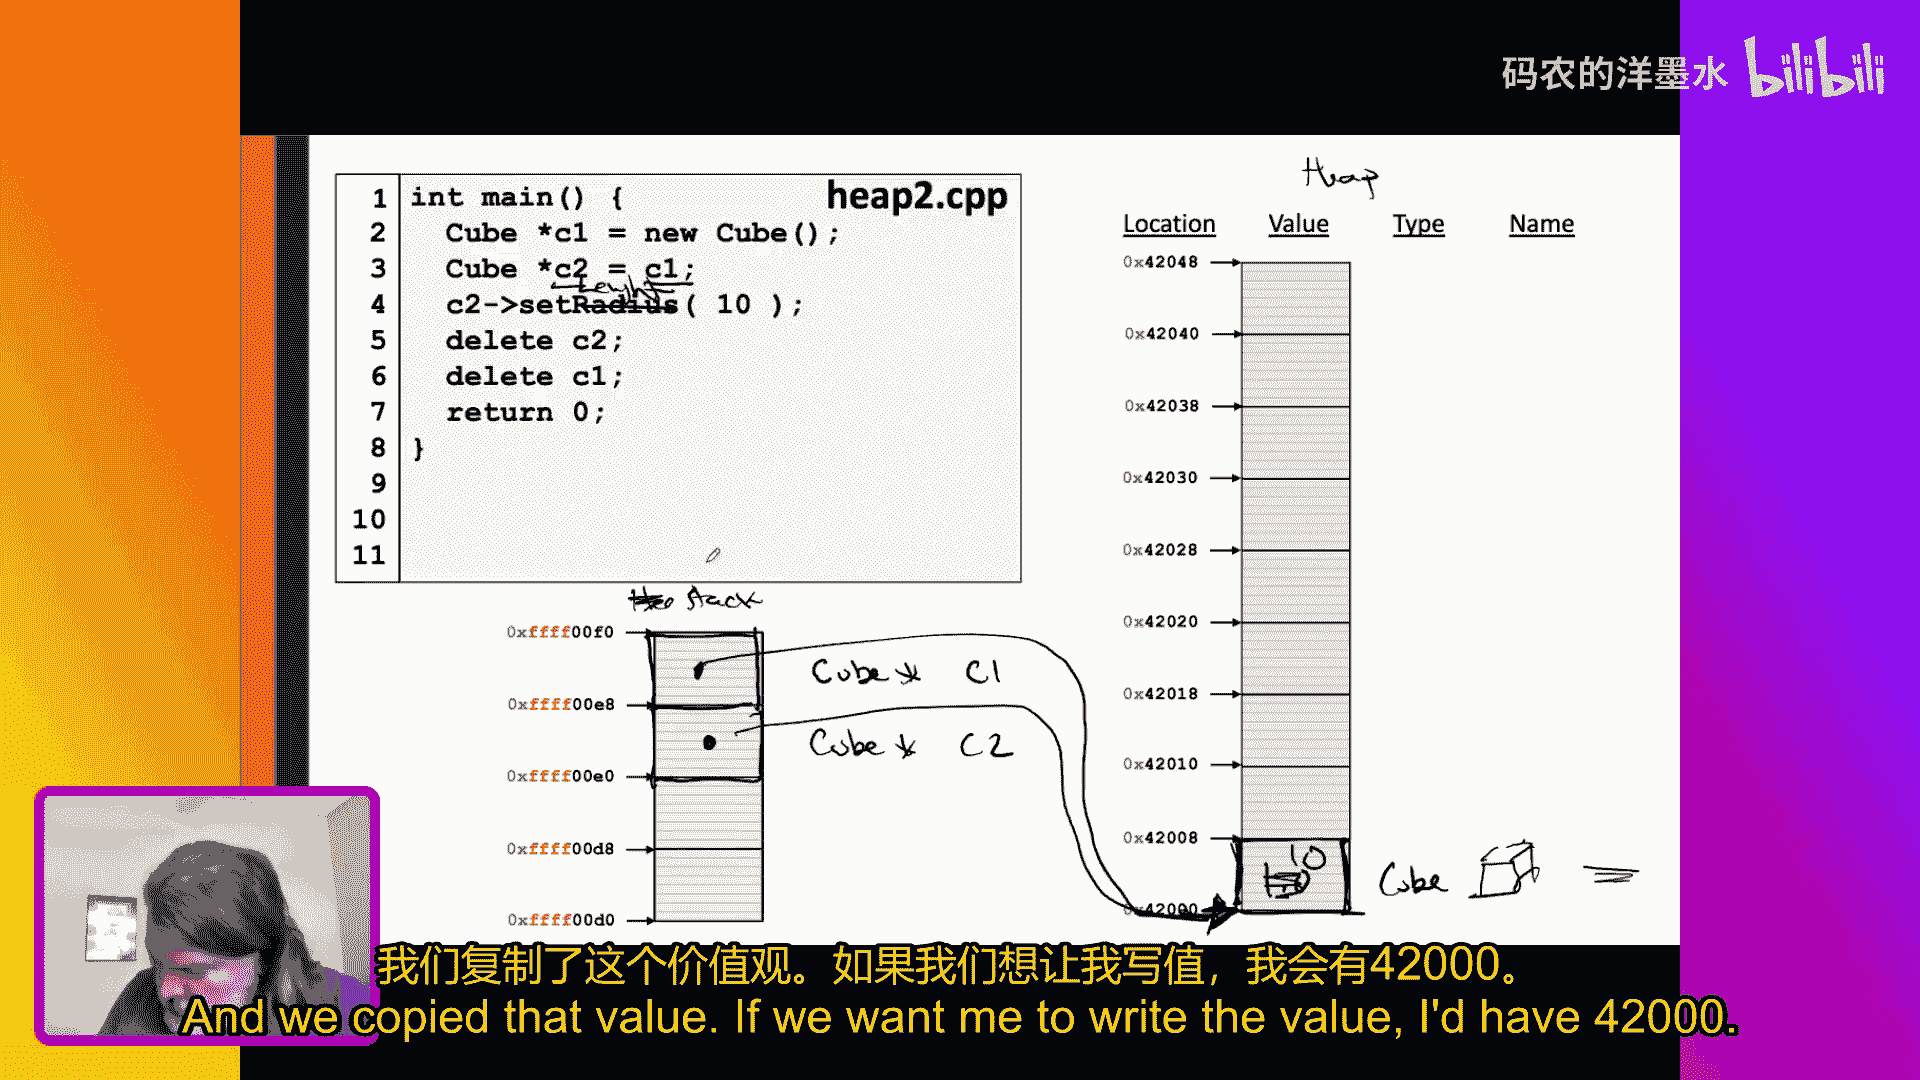 码农的洋墨水 bilibili
heap2.cpp
1 int main() {
2 Cube *c1 = new Cube();
3 Cube *c2 = c1;
Length
4 c2->setRadius( 10 );
5 delete c2;
6 delete c1;
7 return 0;
8 }
9
10
11
Stack
0xffff00f0
Cube * C1
0xffff00e8
Cube * C2
0xffff00e0
0xffff00d8
0xffff00d0
Heap
Location Value Type Name
0x42048
0x42040
0x42038
0x42030
0x42028
0x42020
0x42018
0x42010
0x42008
10 Cube
0x42000
我们复制了这个价值观。如果我们想让我写值，我会有42000。
And we copied that value. If we want me to write the value, I'd have 42000.